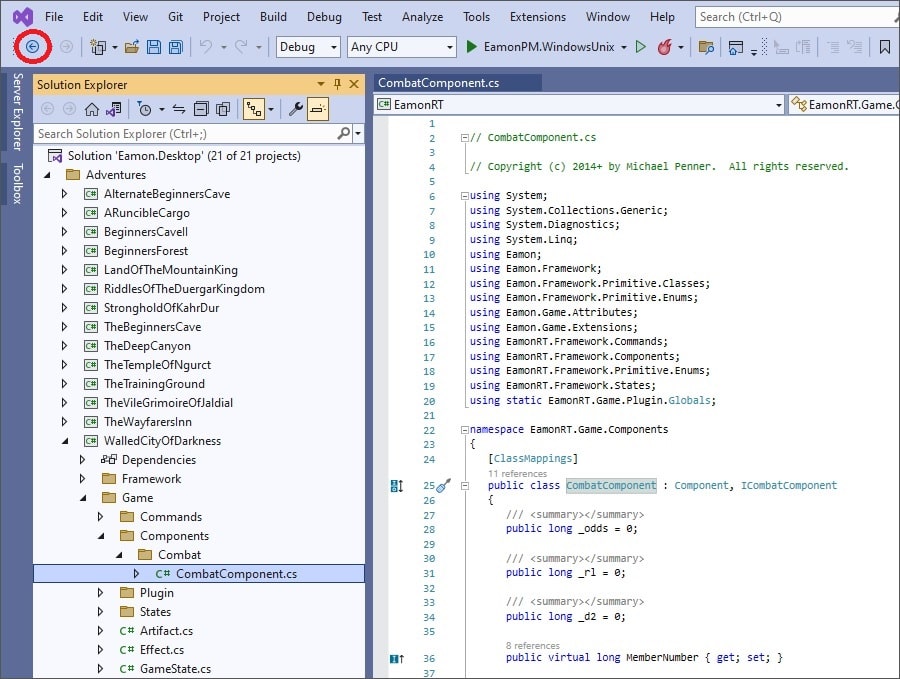 File Edit View Git Project Build Debug Test Analyze Tools Extensions Window Help Search (Ctrl+Q)
Debug Any CPU EamonPM.WindowsUnix
Server Explorer
Toolbox
Solution Explorer
Search Solution Explorer (Ctrl+;)
Solution 'Eamon.Desktop' (21 of 21 projects)
Adventures
C# AlternateBeginnersCave
C# ARuncibleCargo
C# BeginnersCaveII
C# BeginnersForest
C# LandOfTheMountainKing
C# RiddlesOfTheDuergarKingdom
C# StrongholdOfKahrDur
C# TheBeginnersCave
C# TheDeepCanyon
C# TheTempleOfNgurct
C# TheTrainingGround
C# TheVileGrimoireOfJaldial
C# TheWayfarersInn
C# WalledCityOfDarkness
Dependencies
Framework
Game
Commands
Components
Combat
C# CombatComponent.cs
Plugin
States
C# Artifact.cs
C# Effect.cs
C# GameState.cs
CombatComponent.cs
C# EamonRT EamonRT.Game.C
1
2 // CombatComponent.cs
3
4 // Copyright (c) 2014+ by Michael Penner.  All rights reserved.
5
6 using System;
7 using System.Collections.Generic;
8 using System.Diagnostics;
9 using System.Linq;
10 using Eamon;
11 using Eamon.Framework;
12 using Eamon.Framework.Primitive.Classes;
13 using Eamon.Framework.Primitive.Enums;
14 using Eamon.Game.Attributes;
15 using Eamon.Game.Extensions;
16 using EamonRT.Framework.Commands;
17 using EamonRT.Framework.Components;
18 using EamonRT.Framework.Primitive.Enums;
19 using EamonRT.Framework.States;
20 using static EamonRT.Game.Plugin.Globals;
21
22 namespace EamonRT.Game.Components
23 {
24 [ClassMappings]
11 references
25 public class CombatComponent : Component, ICombatComponent
26 {
27 /// <summary></summary>
28 public long _odds = 0;
29
30 /// <summary></summary>
31 public long _rl = 0;
32
33 /// <summary></summary>
34 public long _d2 = 0;
35
8 references
36 public virtual long MemberNumber { get; set; }
37